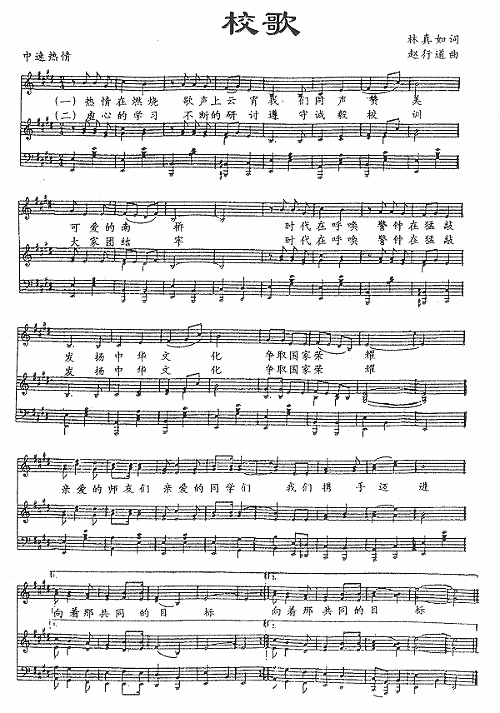 校歌
林真如词
中速热情
赵行道曲
(一) 热情在燃烧 歌声上云宵我们同声赞美
(二) 虚心的学习 不断的研讨遵守诚毅校训
可爱的南桥 时代在呼唤 警钟在猛敲
大家团结牢 时代在呼唤 警钟在猛敲
发扬中华文化 争取国家荣耀
发扬中华文化 争取国家荣耀
亲爱的师友们 亲爱的同学们 我们携手迈进
1. 2.
向着那共同的目标 向着那共同的目标
1. 2.
1. 2.